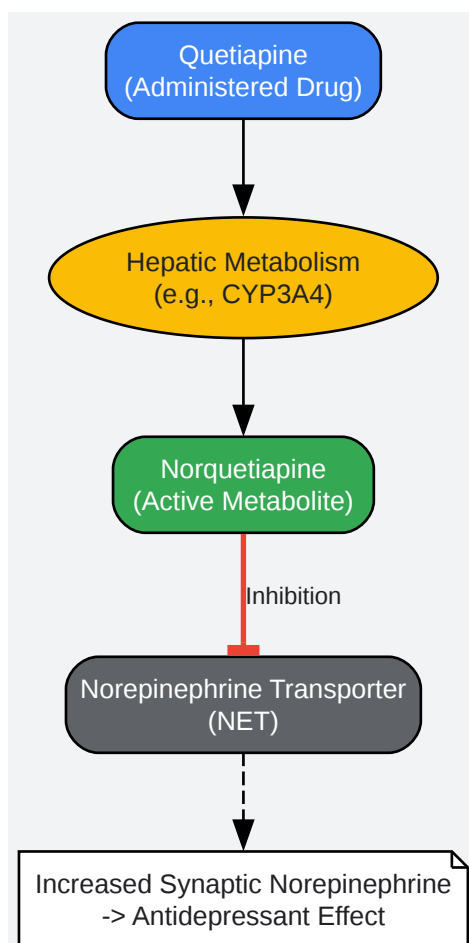 Quetiapine
(Administered Drug)
Hepatic Metabolism
(e.g., CYP3A4)
Norquetiapine
(Active Metabolite)
Inhibition
Norepinephrine Transporter
(NET)
Increased Synaptic Norepinephrine
-> Antidepressant Effect